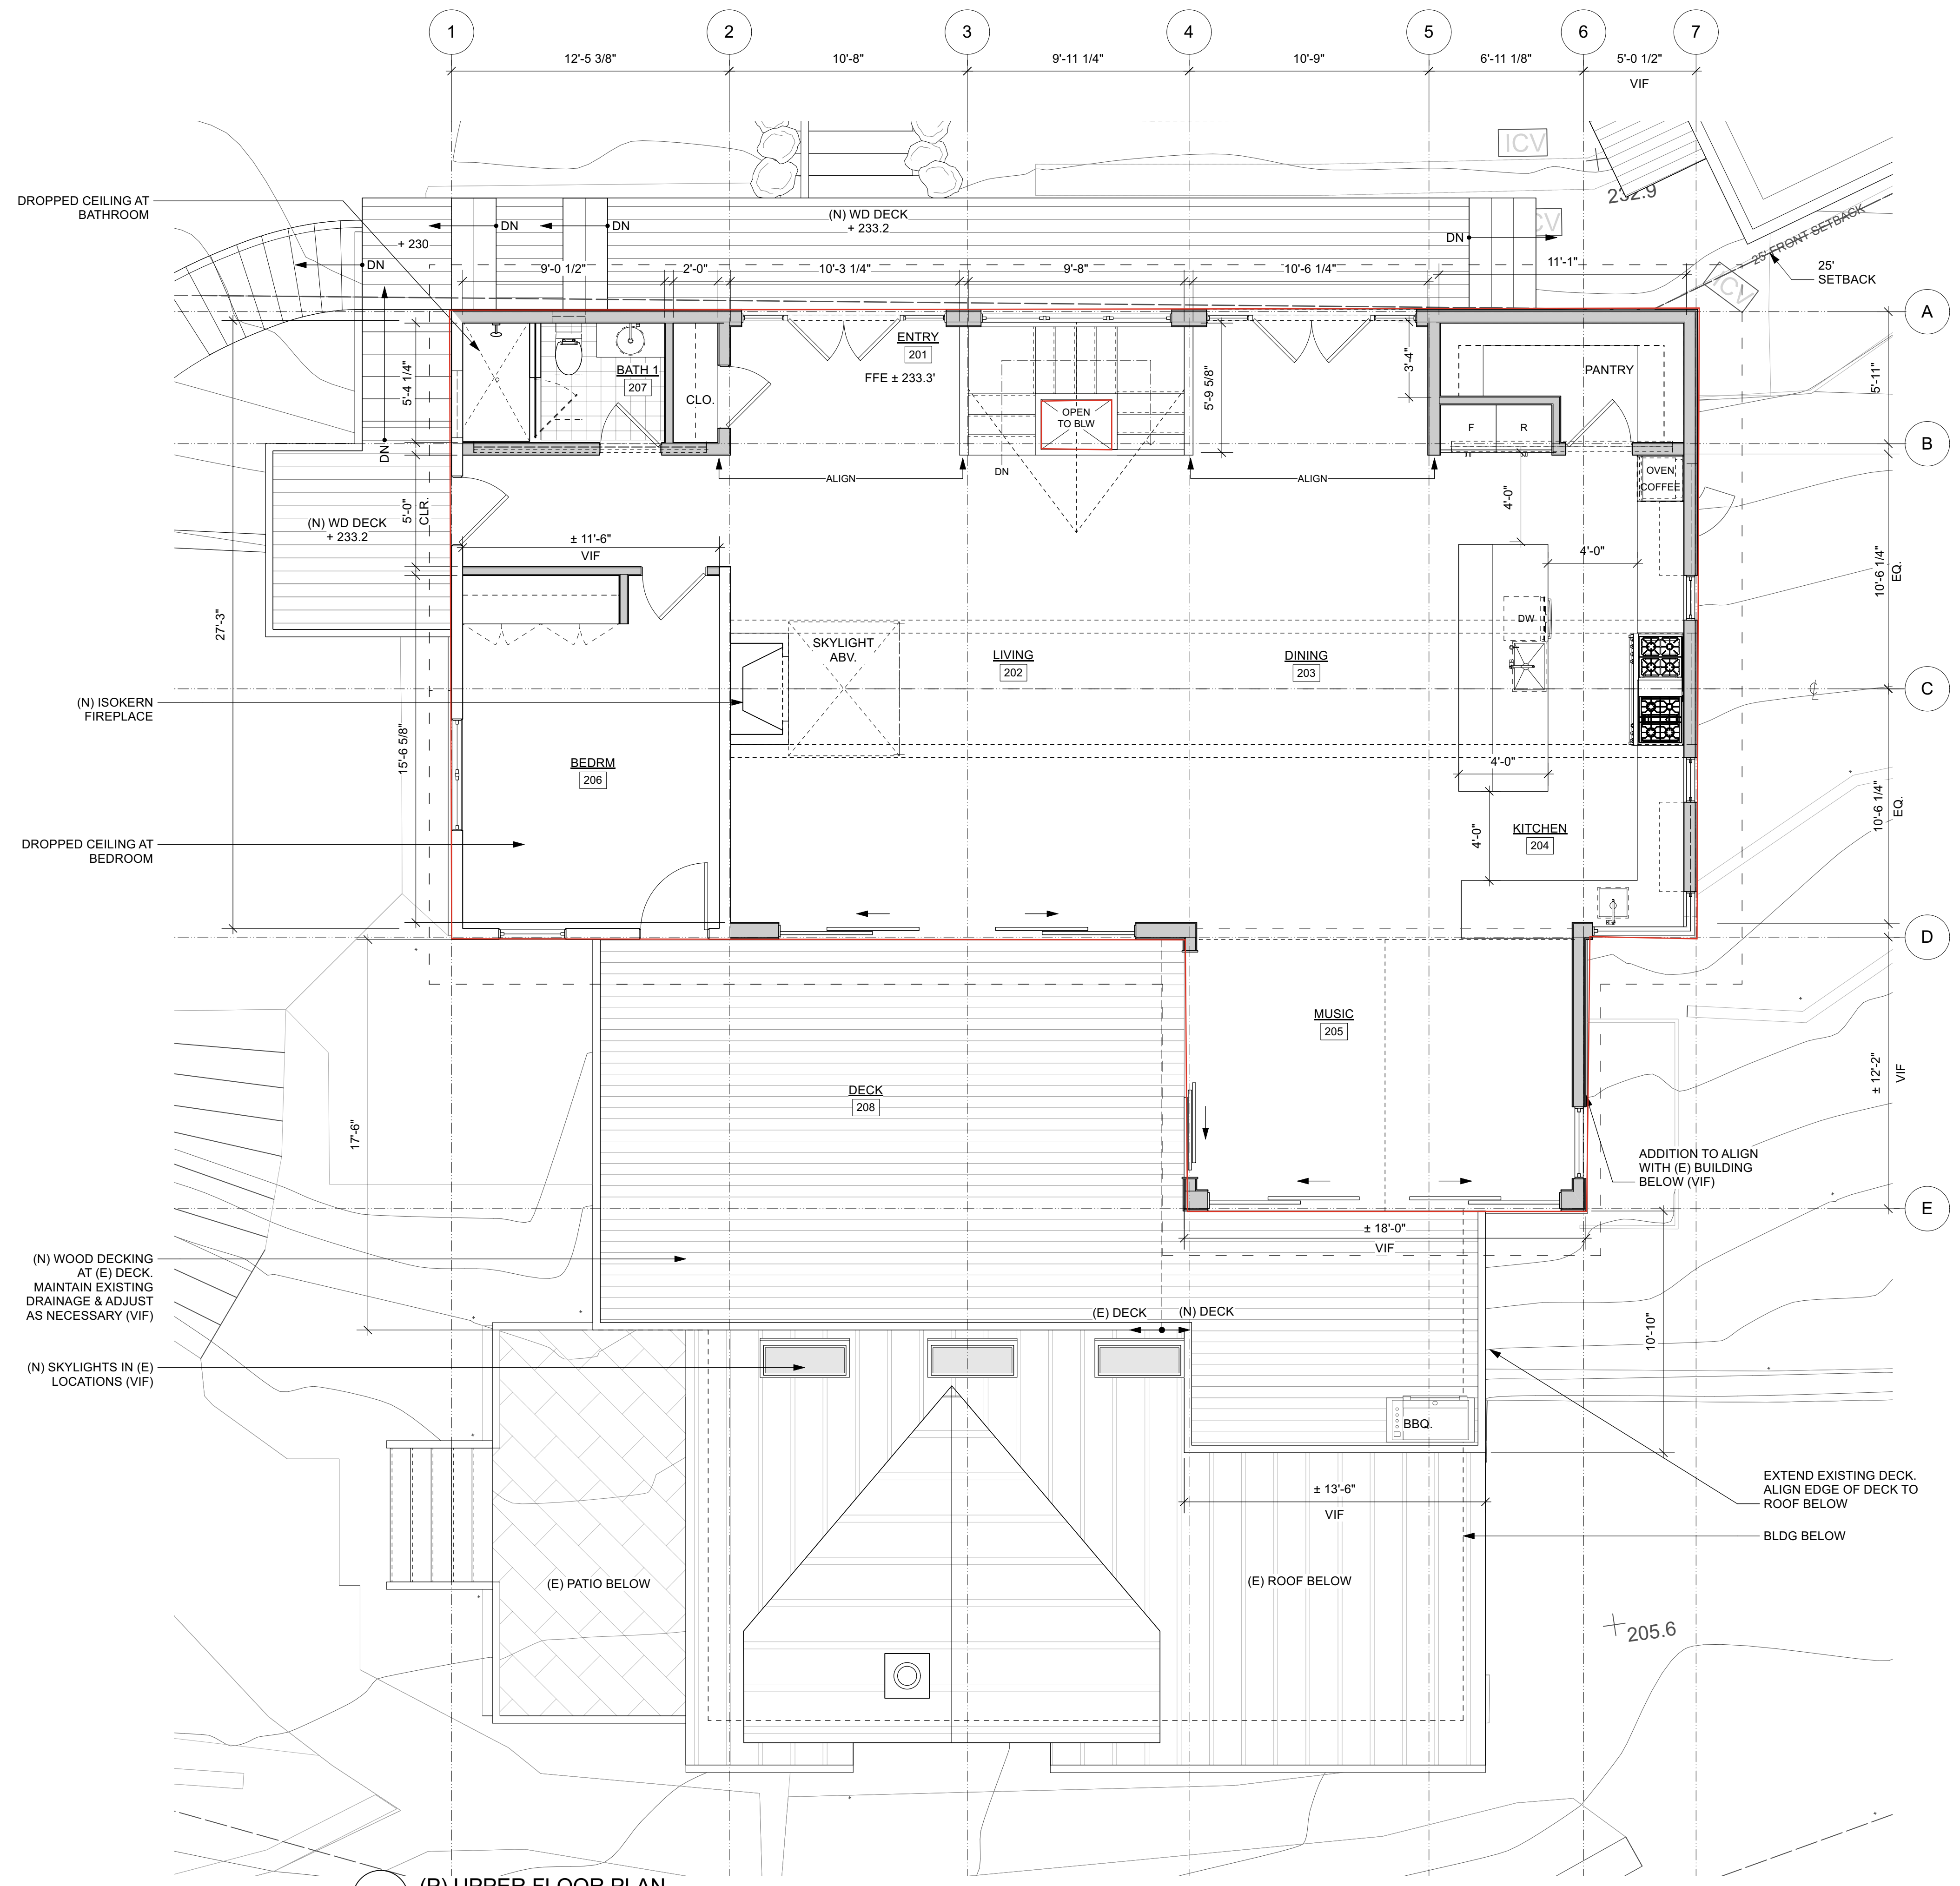 1
2
3
4
5
6
7
12'-5 3/8"
10'-8"
9'-11 1/4"
10'-9"
6'-11 1/8"
5'-0 1/2"
VIF
ICV
232.9
DROPPED CEILING AT
BATHROOM
DN
DN
(N) WD DECK
+ 233.2
DN
25' FRONT SETBACK
+ 230
DN
25'
SETBACK
ICV
9'-0 1/2"
2'-0"
10'-3 1/4"
9'-8"
10'-6 1/4"
11'-1"
A
ENTRY
201
FFE ± 233.3'
BATH 1
207
CLO.
5'-4 1/4"
DN
OPEN
TO BLW
5'-9 5/8"
3'-4"
PANTRY
5'-11"
F
R
B
DN
ALIGN
ALIGN
OVEN
COFFEE
4'-0"
(N) WD DECK
+ 233.2
5'-0"
CLR.
± 11'-6"
VIF
4'-0"
10'-6 1/4"
EQ.
27'-3"
DW
SKYLIGHT
ABV.
LIVING
202
DINING
203
C
(N) ISOKERN
FIREPLACE
15'-6 5/8"
BEDRM
206
4'-0"
10'-6 1/4"
EQ.
DROPPED CEILING AT
BEDROOM
4'-0"
KITCHEN
204
D
MUSIC
205
DECK
208
17'-6"
± 12'-2"
VIF
ADDITION TO ALIGN
WITH (E) BUILDING
BELOW (VIF)
E
± 18'-0"
VIF
(N) WOOD DECKING
AT (E) DECK.
MAINTAIN EXISTING
DRAINAGE & ADJUST
AS NECESSARY (VIF)
(E) DECK
(N) DECK
10'-10"
(N) SKYLIGHTS IN (E)
LOCATIONS (VIF)
BBQ.
± 13'-6"
VIF
EXTEND EXISTING DECK.
ALIGN EDGE OF DECK TO
ROOF BELOW
BLDG BELOW
(E) PATIO BELOW
(E) ROOF BELOW
205.6
(R) UPPER FLOOR PLAN